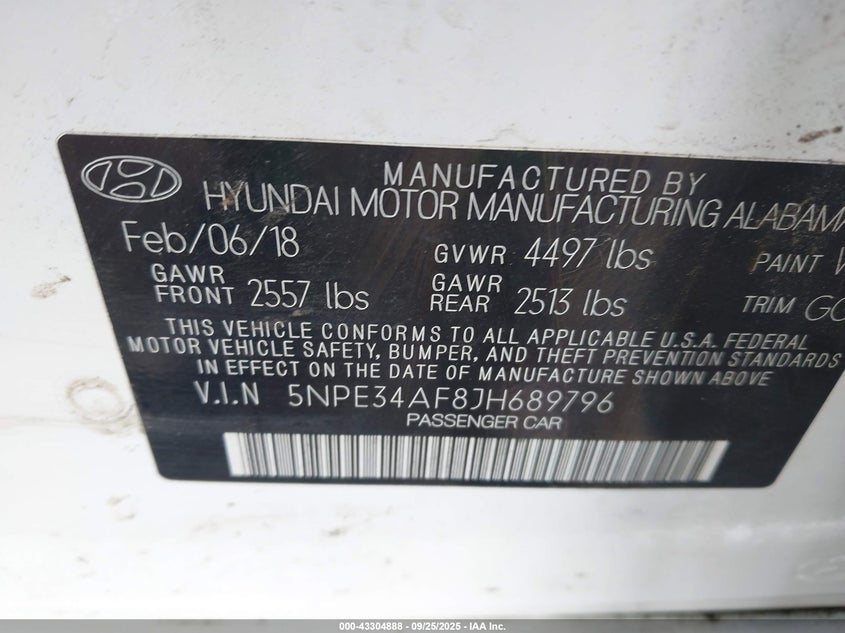 MANUFACTURED BY
HYUNDAI MOTOR MANUFACTURING ALABAMA
Feb/06/18 GVWR 4497 lbs PAINT
GAWR FRONT 2557 lbs GAWR REAR 2513 lbs TRIM
THIS VEHICLE CONFORMS TO ALL APPLICABLE U.S.A. FEDERAL
MOTOR VEHICLE SAFETY, BUMPER, AND THEFT PREVENTION STANDARDS
IN EFFECT ON THE DATE OF MANUFACTURE SHOWN ABOVE
V.I.N 5NPE34AF8JH689796
PASSENGER CAR
000-43304888 - 09/25/2025 - IAA Inc.